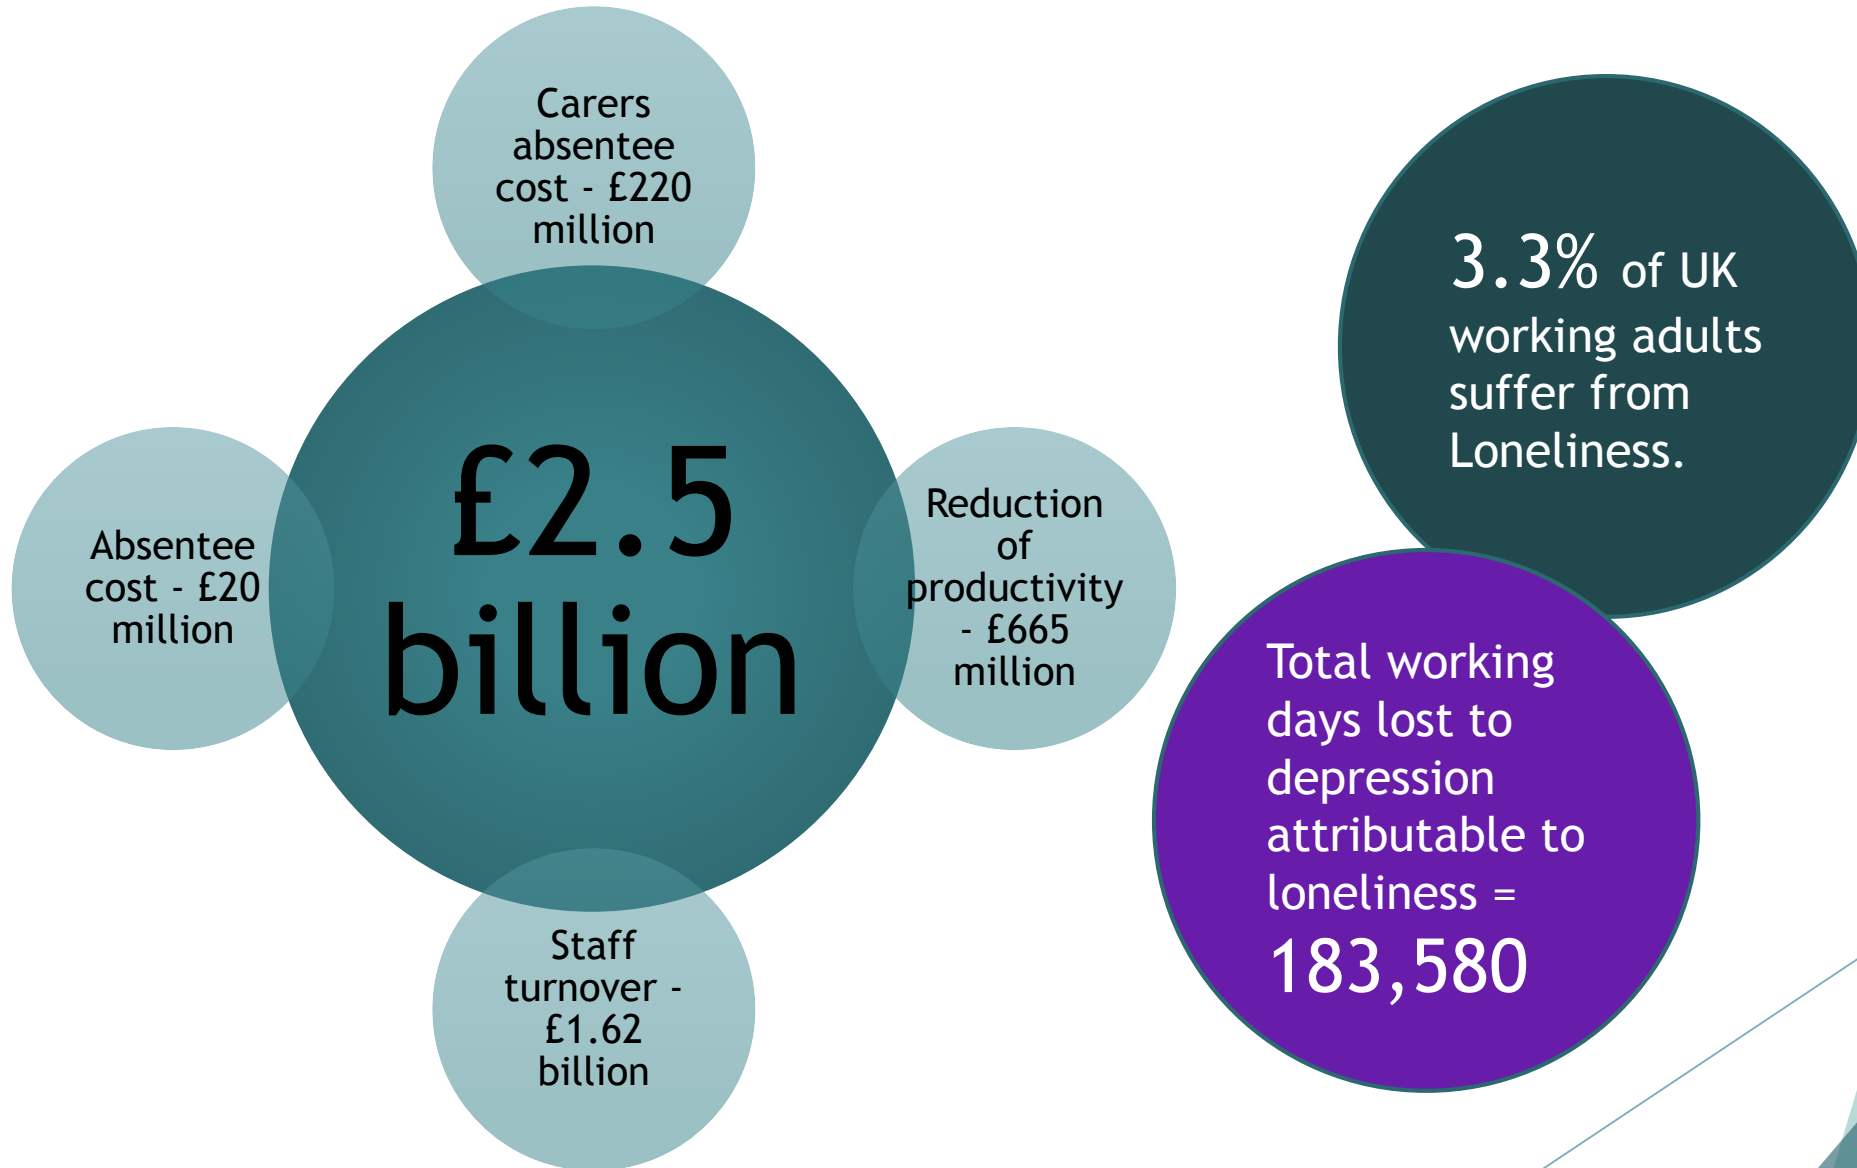 Carers
absentee
cost - £220
million
£2.5
billion
Absentee
cost - £20
million
Reduction
of
productivity
- £665
million
Staff
turnover -
£1.62
billion
3.3% of UK
working adults
suffer from
Loneliness.
Total working
days lost to
depression
attributable to
loneliness =
183,580